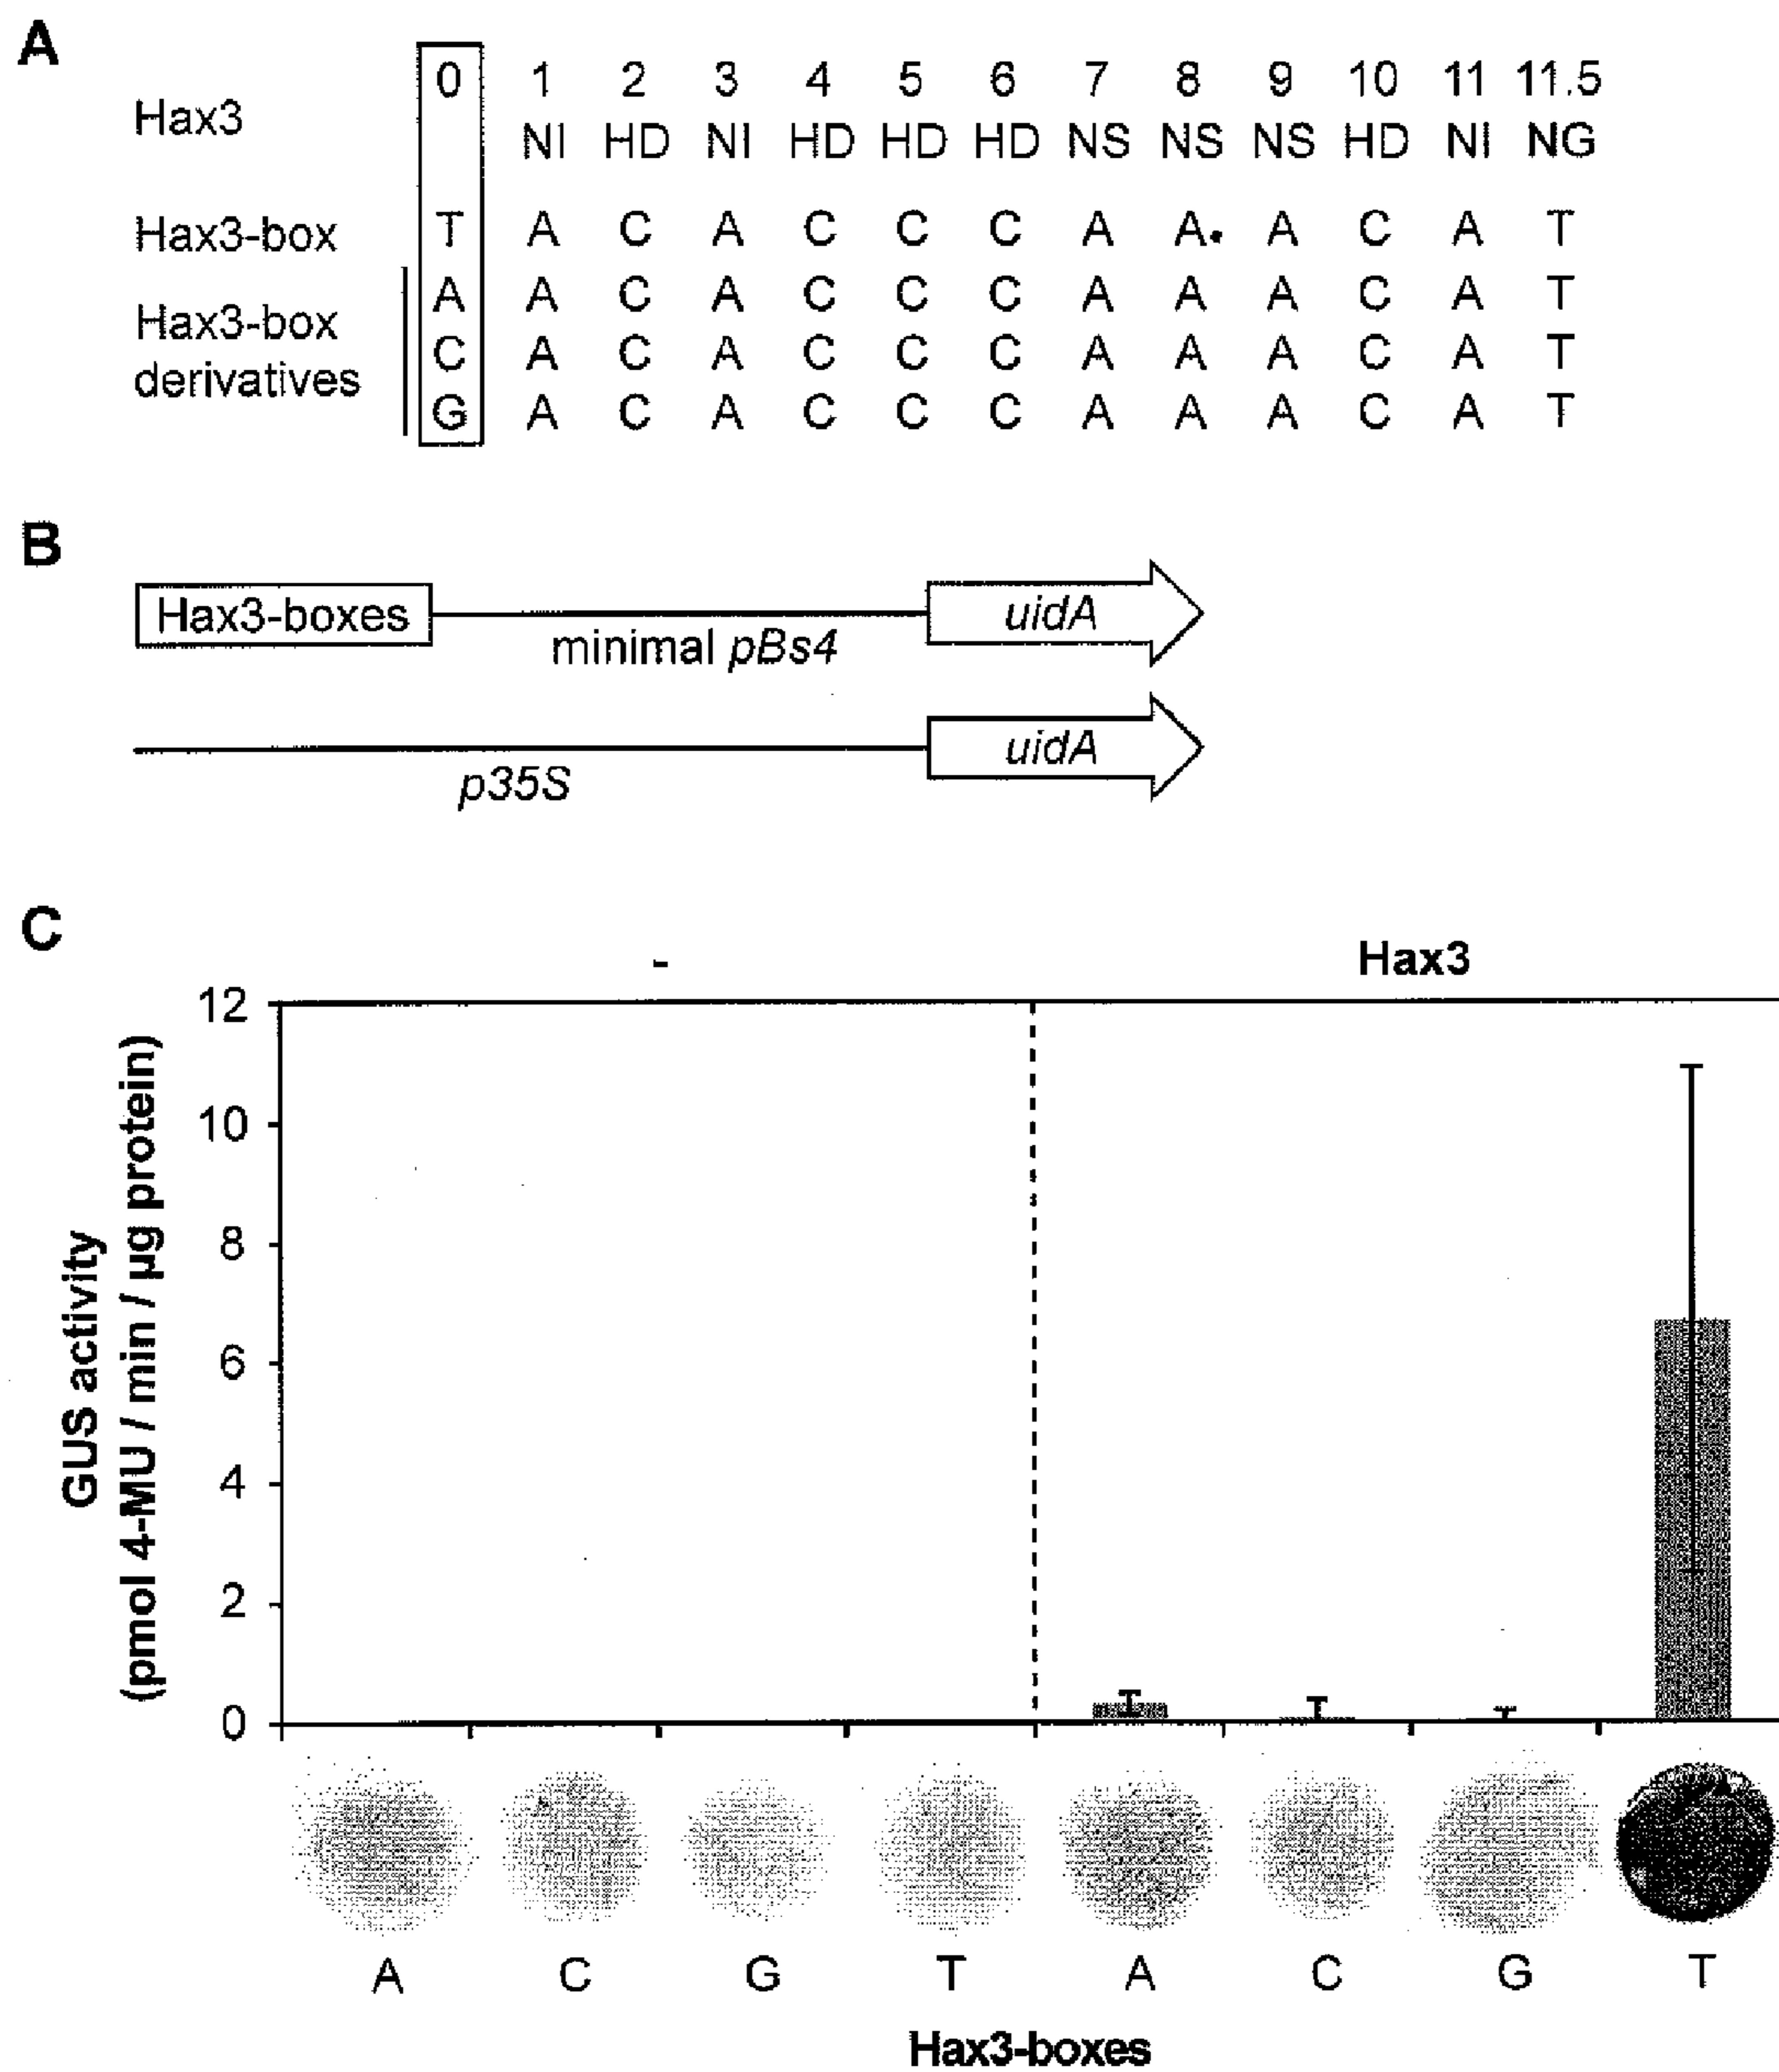 A
0 1 2 3 4 5 6 7 8 9 10 11 11.5
Hax3
NI HD NI HD HD HD NS NS NS HD NI NG
Hax3-box T A C A C C C A A A C A T
A A C A C C C A A A C A T
Hax3-box
derivatives
C A C A C C C A A A C A T
G A C A C C C A A A C A T
B
Hax3-boxes
minimal pBs4
uidA
p35S
uidA
C
- Hax3
12
10
8
6
4
2
0
GUS activity
(pmol 4-MU / min / µg protein)
A C G T A C G T
Hax3-boxes